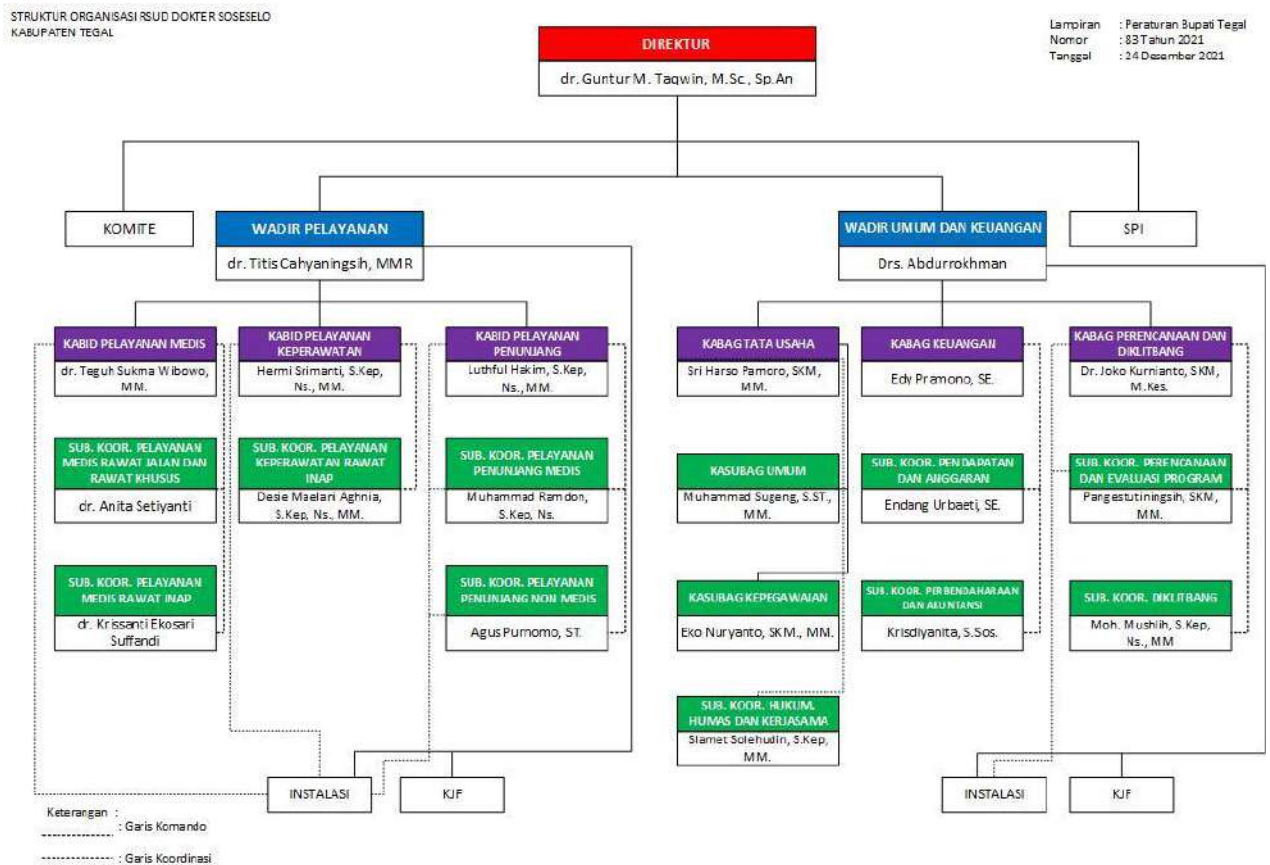 STRUKTUR ORGANISASI RSUD DOKTER SOSESELO
KABUPATEN TEGAL
Lampiran : Peraturan Bupati Tegal
Nomor : 83 Tahun 2021
Tanggal : 24 Desember 2021
DIREKTUR
dr. Guntur M. Taqwin, M.Sc., Sp.An
KOMITE
WADIR PELAYANAN
dr. Titis Cahyaningsih, MMR
WADIR UMUM DAN KEUANGAN
Drs. Abdurrokhman
SPI
KABID PELAYANAN MEDIS
dr. Teguh Sukma Wibowo,
MM.
KABID PELAYANAN
KEPERAWATAN
Hermi Srimanti, S.Kep,
Ns., MM.
KABID PELAYANAN
PENUNJANG
Luthful Hakim, S.Kep,
Ns., MM.
KABAG TATA USAHA
Sri Harso Pamoro, SKM,
MM.
KABAG KEUANGAN
Edy Pramono, SE.
KABAG PERENCANAAN DAN
DIKLITBANG
Dr. Joko Kurnianto, SKM,
M.Kes.
SUB. KOOR. PELAYANAN
MEDIS RAWAT JALAN DAN
RAWAT KHUSUS
dr. Anita Setiyanti
SUB. KOOR. PELAYANAN
KEPERAWATAN RAWAT
INAP
Desie Maelani Aghnia,
S.Kep, Ns., MM.
SUB. KOOR. PELAYANAN
PENUNJANG MEDIS
Muhammad Ramdon,
S.Kep, Ns.
KASUBAG UMUM
Muhammad Sugeng, S.ST.,
MM.
SUB. KOOR. PENDAPATAN
DAN ANGGARAN
Endang Urbaeti, SE.
SUB. KOOR. PERENCANAAN
DAN EVALUASI PROGRAM
Pangestutiningsih, SKM,
MM.
SUB. KOOR. PELAYANAN
MEDIS RAWAT INAP
dr. Krissanti Ekosari
Suffandi
SUB. KOOR. PELAYANAN
PENUNJANG NON MEDIS
Agus Purnomo, ST.
KASUBAG KEPEGAWAIAN
Eko Nuryanto, SKM., MM.
SUB. KOOR. PERBENDAHARAAN
DAN AKUNTANSI
Krisdiyanita, S.Sos.
SUB. KOOR. DIKLITBANG
Moh. Mushlih, S.Kep,
Ns., MM
SUB. KOOR. HUKUM,
HUMAS DAN KERJASAMA
Slamet Solehudin, S.Kep,
MM.
INSTALASI
KJF
INSTALASI
KJF
Keterangan :
: Garis Komando
: Garis Koordinasi